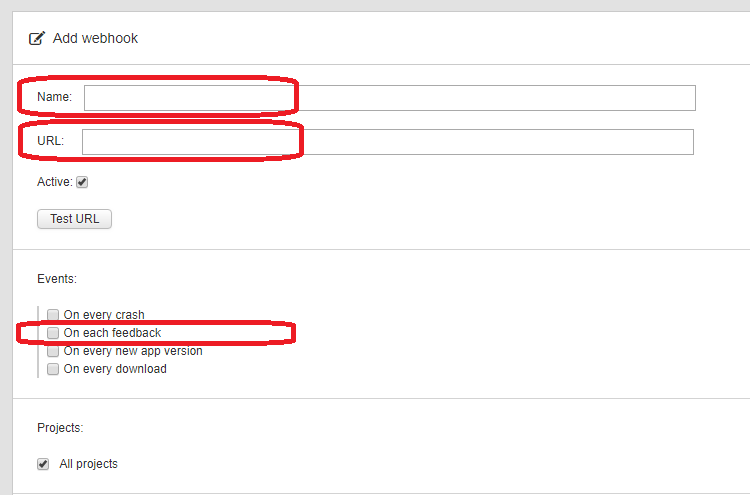 Add webhook
Name:
URL:
Active:
Test URL
Events:
On every crash
On each feedback
On every new app version
On every download
Projects:
All projects